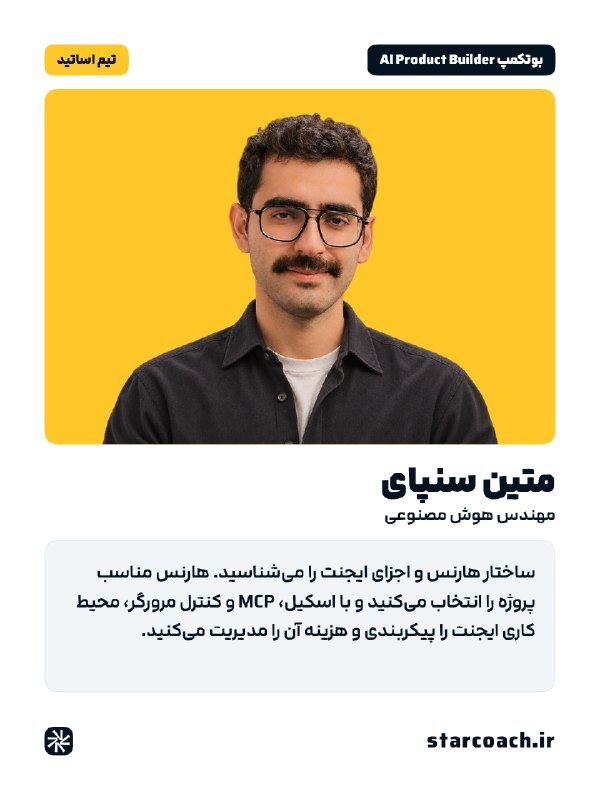 بوتکمپ AI Product Builder
تیم اساتید
متین سنپای
مهندس هوش مصنوعی
ساختار هارنس و اجزای ایجنت را می‌شناسید. هارنس مناسب
پروژه را انتخاب می‌کنید و با اسکیل، MCP و کنترل مرورگر، محیط
کاری ایجنت را پیکربندی و هزینه آن را مدیریت می‌کنید.
starcoach.ir